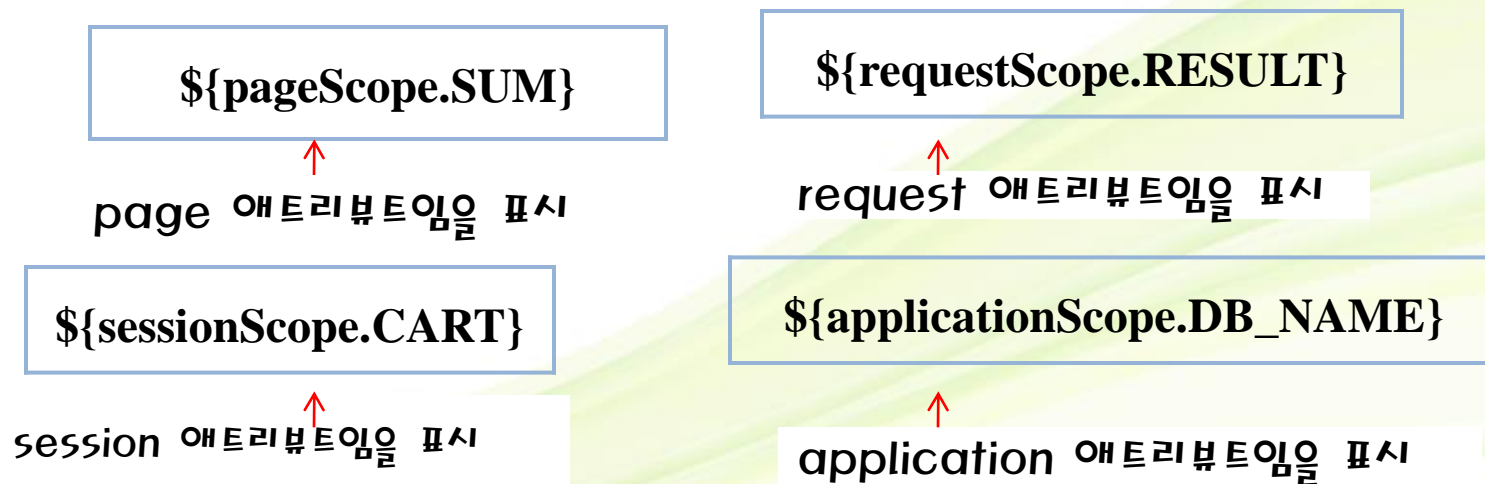 ${pageScope.SUM}
${requestScope.RESULT}
page 애트리뷰트임을 표시
request 애트리뷰트임을 표시
${sessionScope.CART}
${applicationScope.DB_NAME}
session 애트리뷰트임을 표시
application 애트리뷰트임을 표시